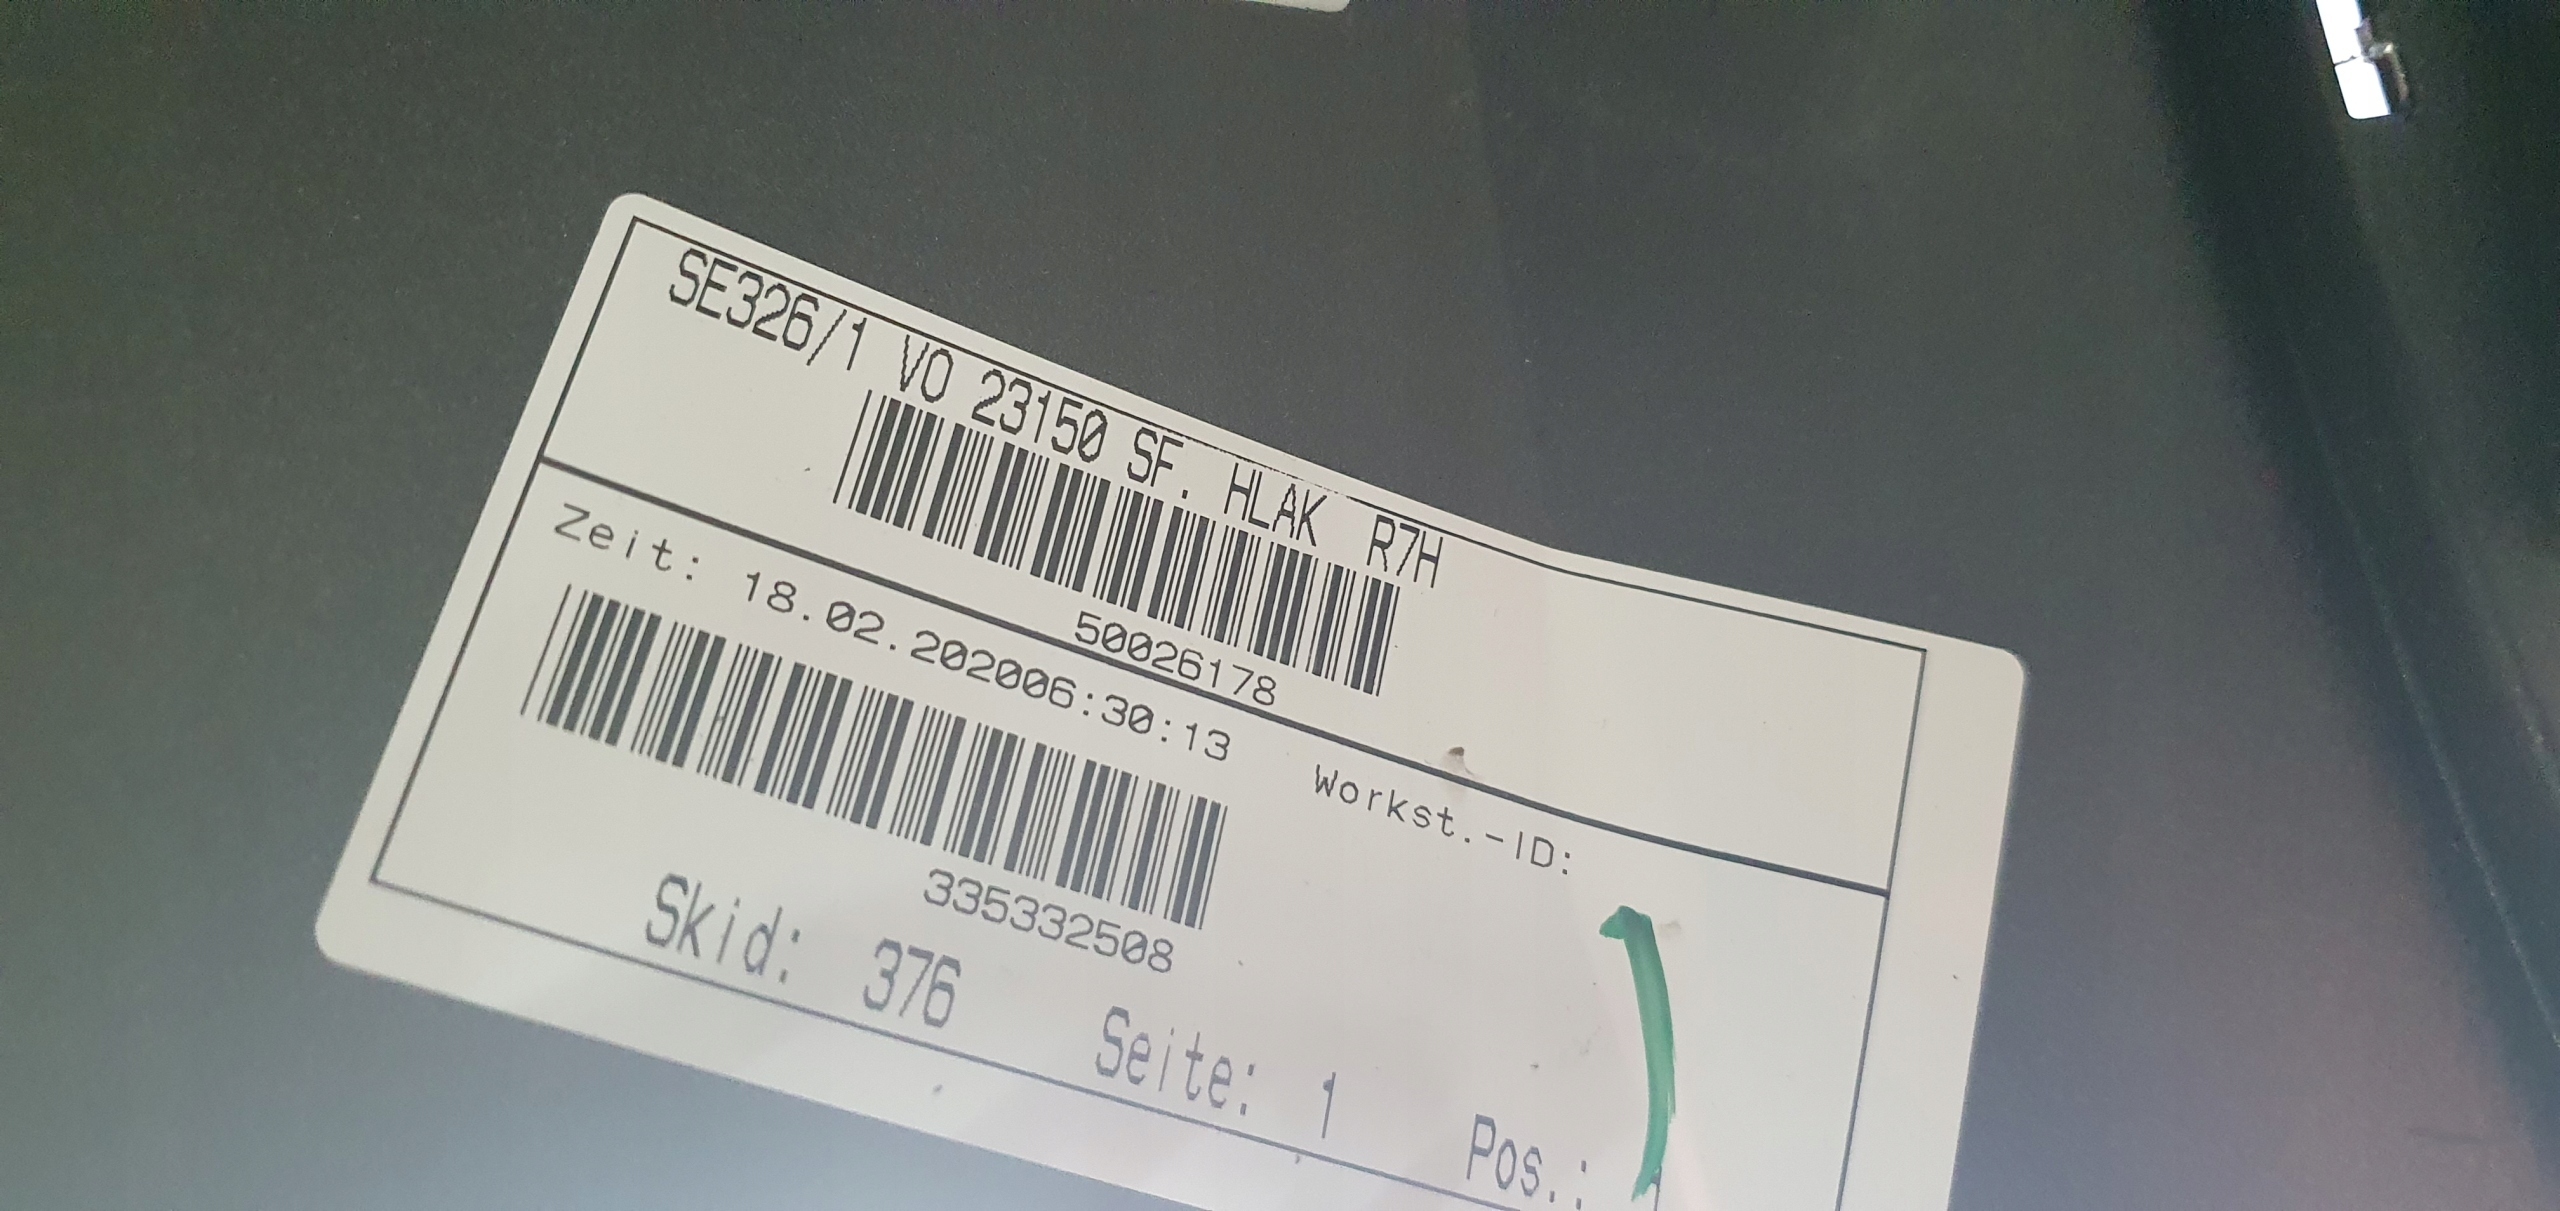 SE326/1 VO 23150 SF. HLAK R7H
50026178
Zeit: 18.02.202006:30:13 Workst.-ID:
335332508
Skid: 376 Seite: 1 Pos.: